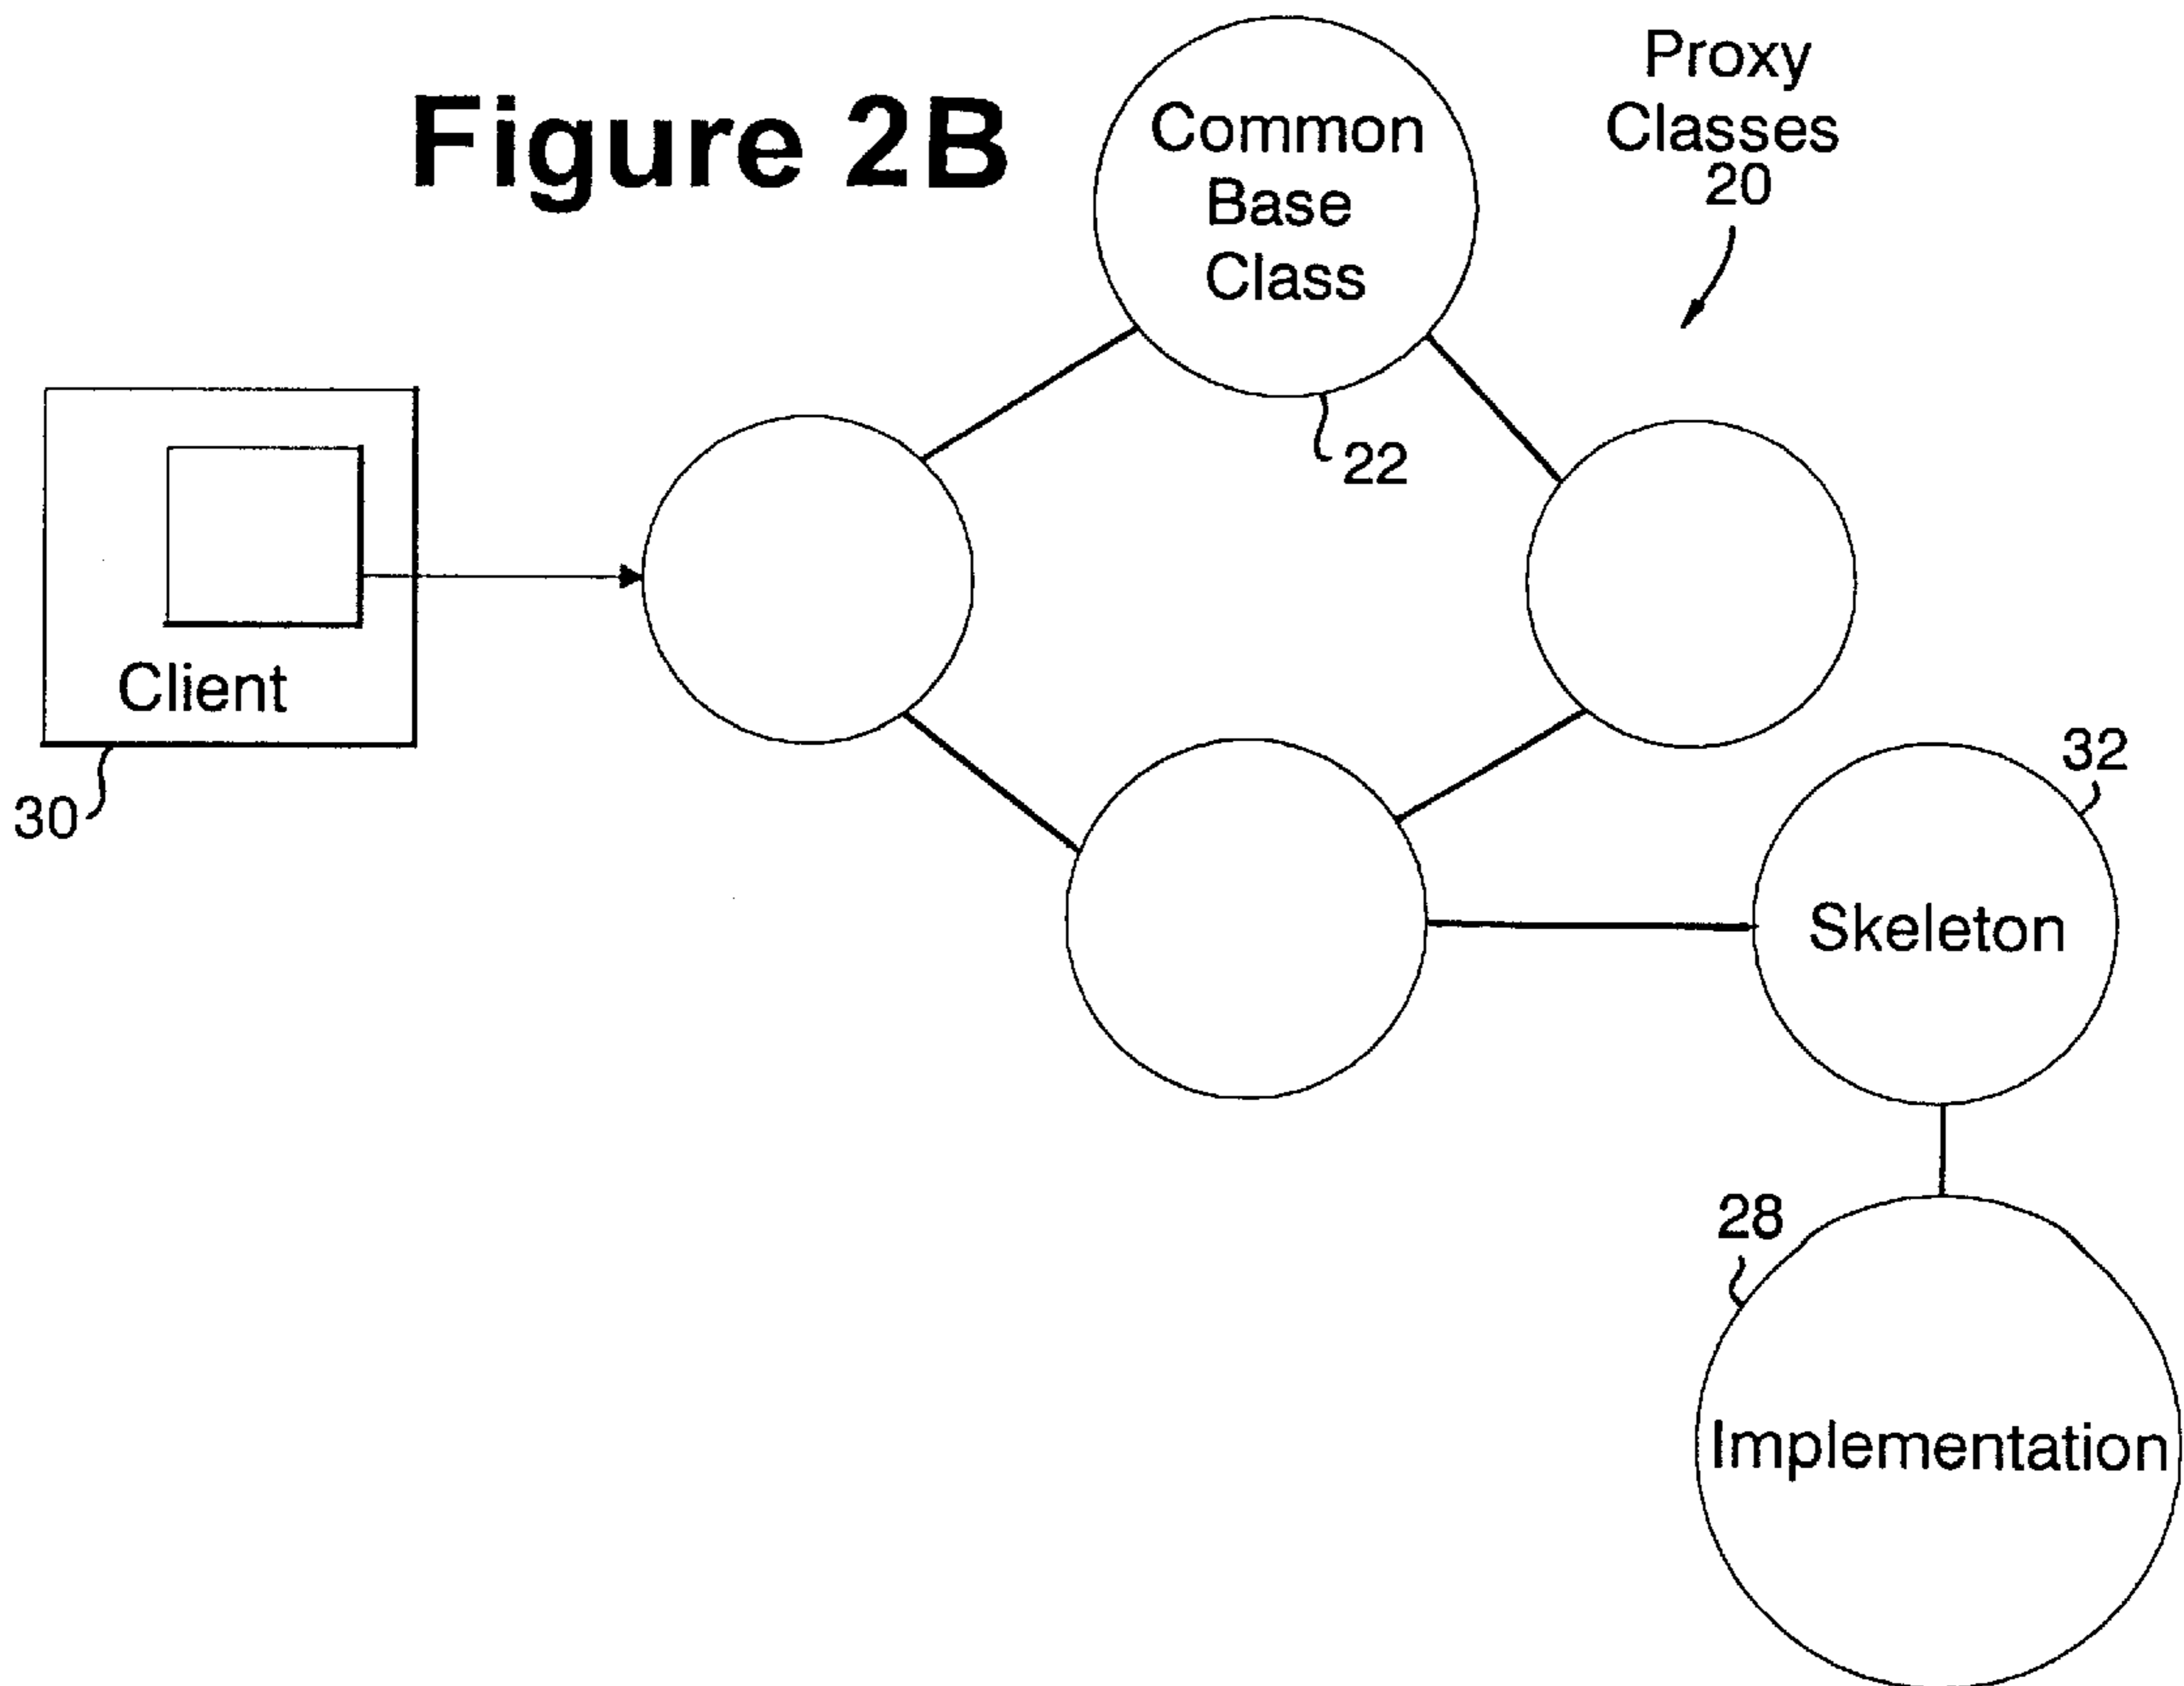 Figure 2B
Common
Base
Class
22
Proxy
Classes
20
Client
30
32
Skeleton
28
Implementation